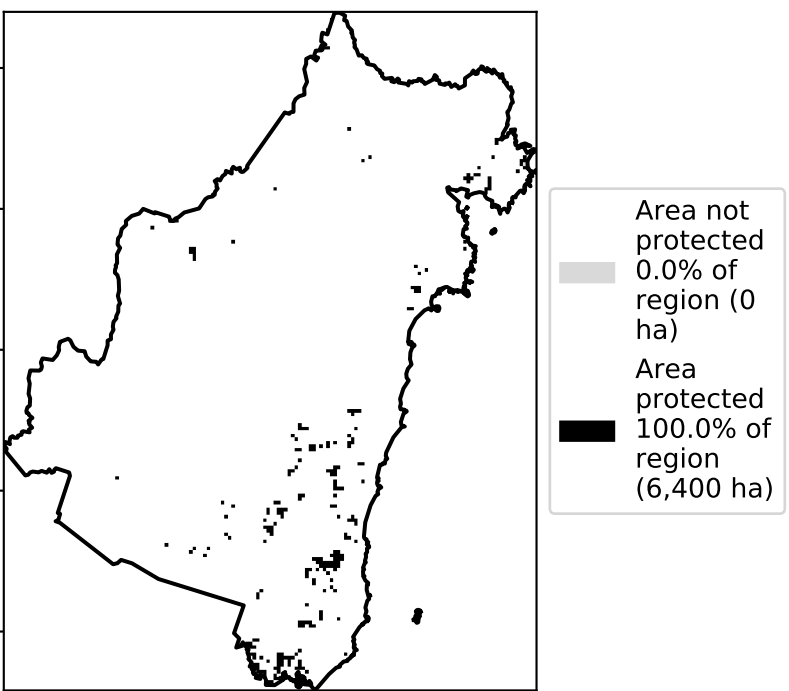 Area not
protected
0.0% of
region (0
ha)
Area
protected
100.0% of
region
(6,400 ha)